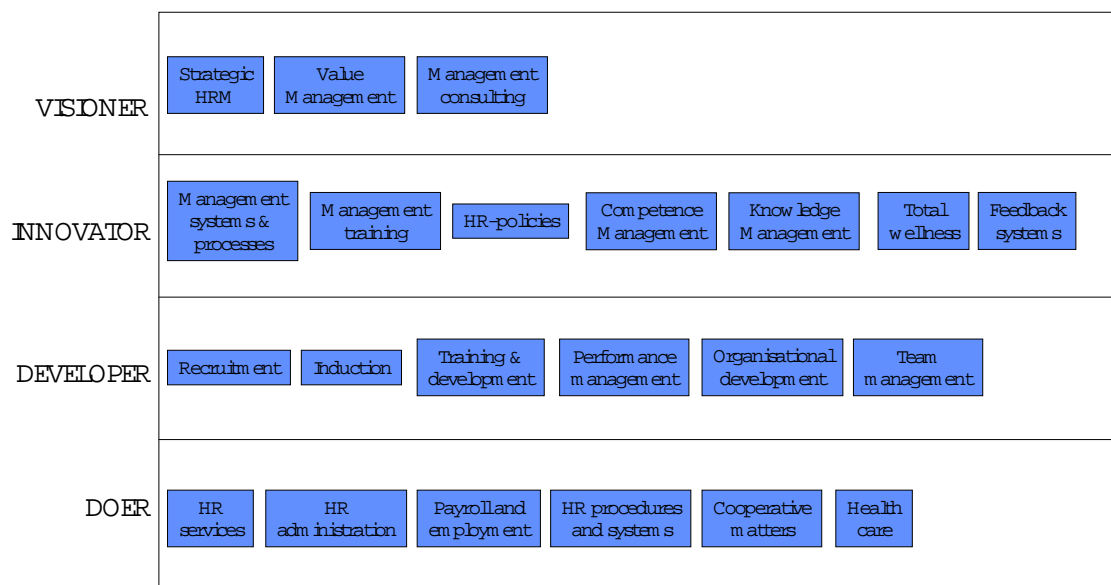 VISIONER
Strategic
HRM
Value
Management
Management
consulting
INNOVATOR
Management
systems &
processes
Management
training
HR-policies
Competence
Management
Knowledge
Management
Total
wellness
Feedback
systems
DEVELOPER
Recruitment
Induction
Training &
development
Performance
management
Organisational
development
Team
management
DOER
HR
services
HR
administration
Payroll and
employment
HR procedures
and systems
Cooperative
matters
Health
care